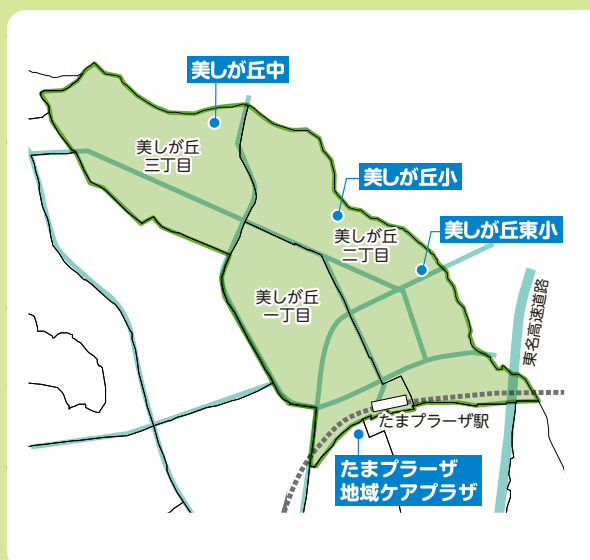 美しが丘中
美しが丘
三丁目
美しが丘小
美しが丘東小
美しが丘
二丁目
美しが丘
一丁目
東名高速道路
たまプラーザ駅
たまプラーザ
地域ケアプラザ